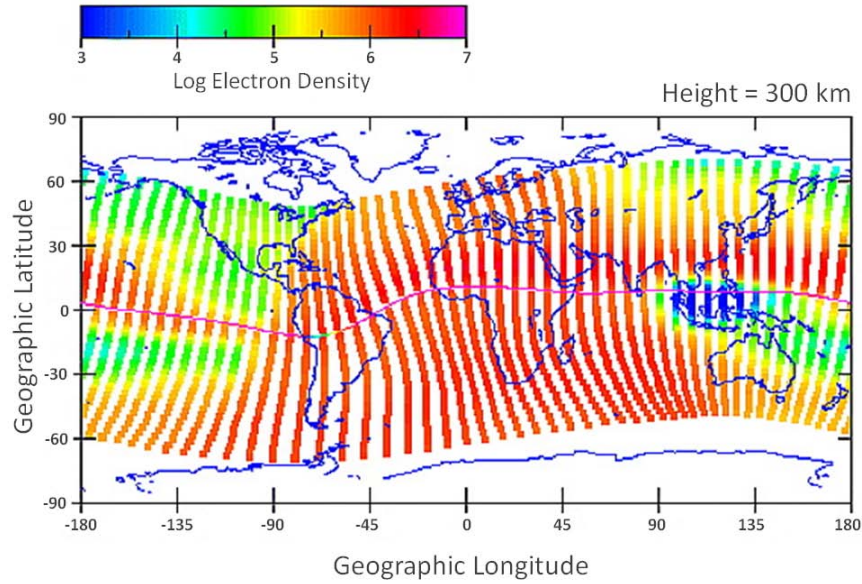 3 4 5 6 7
Log Electron Density
Height = 300 km
90
60
30
0
-30
-60
-90
Geographic Latitude
-180 -135 -90 -45 0 45 90 135 180
Geographic Longitude